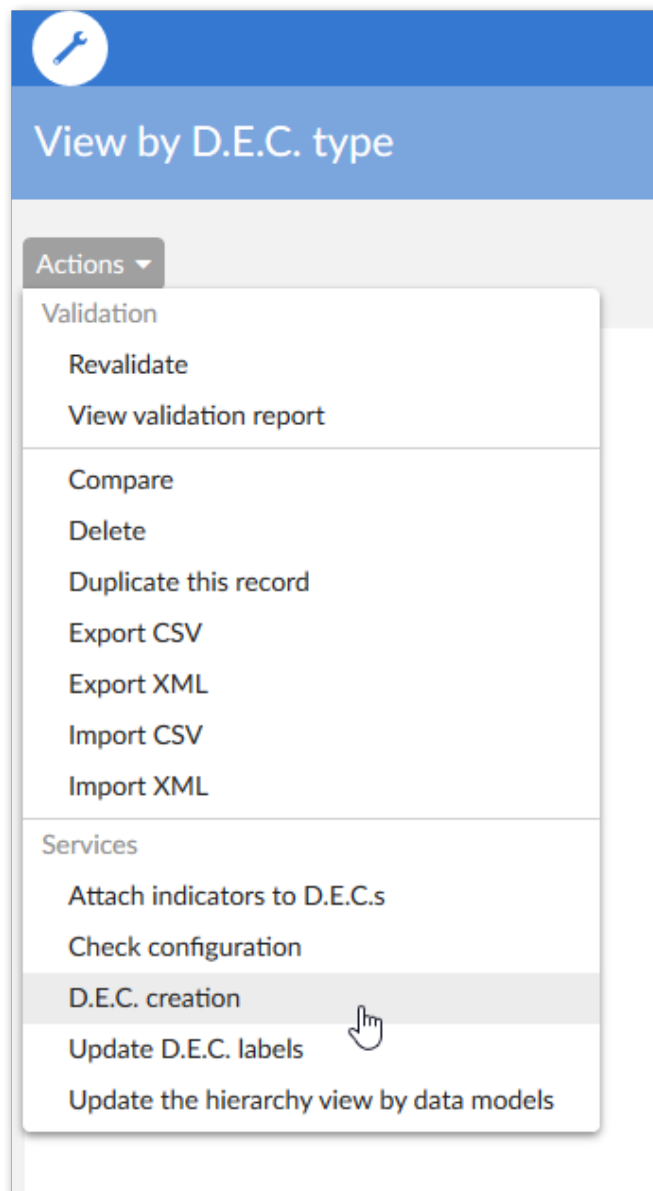 View by D.E.C. type
Actions
Validation
Revalidate
View validation report
Compare
Delete
Duplicate this record
Export CSV
Export XML
Import CSV
Import XML
Services
Attach indicators to D.E.C.s
Check configuration
D.E.C. creation
Update D.E.C. labels
Update the hierarchy view by data models